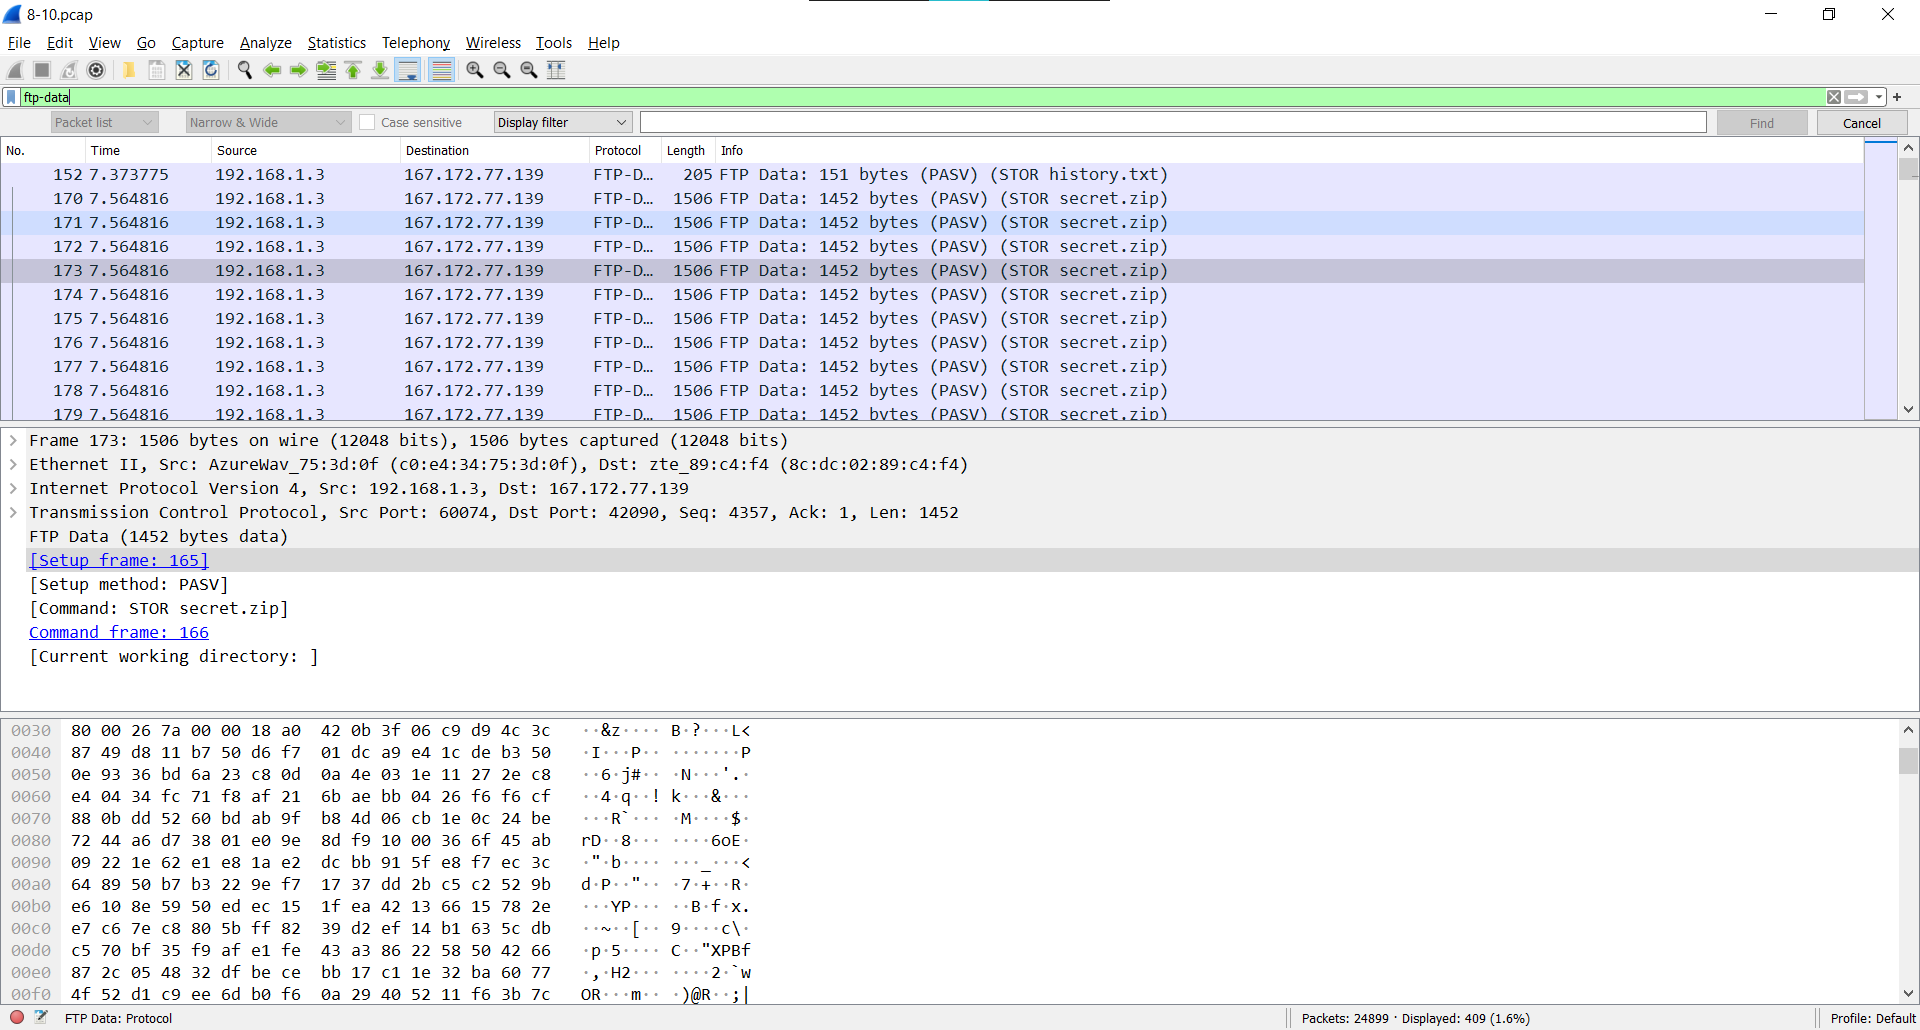 8-10.pcap
File Edit View Go Capture Analyze Statistics Telephony Wireless Tools Help
ftp-data
Packet list Narrow & Wide Case sensitive Display filter Find Cancel
No. Time Source Destination Protocol Length Info
152 7.373775 192.168.1.3 167.172.77.139 FTP-D… 205 FTP Data: 151 bytes (PASV) (STOR history.txt)
170 7.564816 192.168.1.3 167.172.77.139 FTP-D… 1506 FTP Data: 1452 bytes (PASV) (STOR secret.zip)
171 7.564816 192.168.1.3 167.172.77.139 FTP-D… 1506 FTP Data: 1452 bytes (PASV) (STOR secret.zip)
172 7.564816 192.168.1.3 167.172.77.139 FTP-D… 1506 FTP Data: 1452 bytes (PASV) (STOR secret.zip)
173 7.564816 192.168.1.3 167.172.77.139 FTP-D… 1506 FTP Data: 1452 bytes (PASV) (STOR secret.zip)
174 7.564816 192.168.1.3 167.172.77.139 FTP-D… 1506 FTP Data: 1452 bytes (PASV) (STOR secret.zip)
175 7.564816 192.168.1.3 167.172.77.139 FTP-D… 1506 FTP Data: 1452 bytes (PASV) (STOR secret.zip)
176 7.564816 192.168.1.3 167.172.77.139 FTP-D… 1506 FTP Data: 1452 bytes (PASV) (STOR secret.zip)
177 7.564816 192.168.1.3 167.172.77.139 FTP-D… 1506 FTP Data: 1452 bytes (PASV) (STOR secret.zip)
178 7.564816 192.168.1.3 167.172.77.139 FTP-D… 1506 FTP Data: 1452 bytes (PASV) (STOR secret.zip)
179 7.564816 192.168.1.3 167.172.77.139 FTP-D… 1506 FTP Data: 1452 bytes (PASV) (STOR secret.zip)
Frame 173: 1506 bytes on wire (12048 bits), 1506 bytes captured (12048 bits)
Ethernet II, Src: AzureWav_75:3d:0f (c0:e4:34:75:3d:0f), Dst: zte_89:c4:f4 (8c:dc:02:89:c4:f4)
Internet Protocol Version 4, Src: 192.168.1.3, Dst: 167.172.77.139
Transmission Control Protocol, Src Port: 60074, Dst Port: 42090, Seq: 4357, Ack: 1, Len: 1452
FTP Data (1452 bytes data)
[Setup frame: 165]
[Setup method: PASV]
[Command: STOR secret.zip]
Command frame: 166
[Current working directory: ]
0030 80 00 26 7a 00 00 18 a0 42 0b 3f 06 c9 d9 4c 3c ··&z···· B·?···L<
0040 87 49 d8 11 b7 50 d6 f7 01 dc a9 e4 1c de b3 50 ·I···P·· ·······P
0050 0e 93 36 bd 6a 23 c8 0d 0a 4e 03 1e 11 27 2e c8 ··6·j#·· ·N···'.·
0060 e4 04 34 fc 71 f8 af 21 6b ae bb 04 26 f6 f6 cf ··4·q··! k···&···
0070 88 0b dd 52 60 bd ab 9f b8 4d 06 cb 1e 0c 24 be ···R`··· ·M····$·
0080 72 44 a6 d7 38 01 e0 9e 8d f9 10 00 36 6f 45 ab rD··8··· ····6oE·
0090 09 22 1e 62 e1 e8 1a e2 dc bb 91 5f e8 f7 ec 3c ·"·b···· ···_···<
00a0 64 89 50 b7 b3 22 9e f7 17 37 dd 2b c5 c2 52 9b d·P··"·· ·7·+··R·
00b0 e6 10 8e 59 50 ed ec 15 1f ea 42 13 66 15 78 2e ···YP··· ··B·f·x.
00c0 e7 c6 7e c8 80 5b ff 82 39 d2 ef 14 b1 63 5c db ··~··[·· 9····c\·
00d0 c5 70 bf 35 f9 af e1 fe 43 a3 86 22 58 50 42 66 ·p·5···· C··"XPBf
00e0 87 2c 05 48 32 df be ce bb 17 c1 1e 32 ba 60 77 ·,·H2··· ····2·`w
00f0 4f 52 d1 c9 ee 6d b0 f6 0a 29 40 52 11 f6 3b 7c OR···m·· ·)@R··;|
FTP Data: Protocol Packets: 24899 · Displayed: 409 (1.6%) Profile: Default